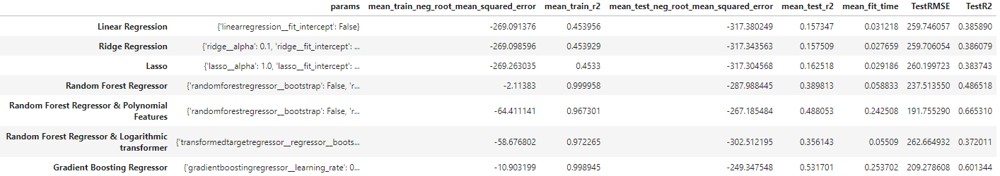 params mean_train_neg_root_mean_squared_error mean_train_r2 mean_test_neg_root_mean_squared_error mean_test_r2 mean_fit_time TestRMSE TestR2
Linear Regression {'linearregression__fit_intercept': False} -269.091376 0.453956 -317.380249 0.157347 0.031218 259.746057 0.385890
Ridge Regression {'ridge__alpha': 0.1, 'ridge__fit_intercept': ... -269.098596 0.453929 -317.343563 0.157509 0.027659 259.706054 0.386079
Lasso {'lasso__alpha': 1.0, 'lasso__fit_intercept': ... -269.263035 0.4533 -317.304568 0.162518 0.029186 260.199723 0.383743
Random Forest Regressor {'randomforestregressor__bootstrap': False, 'r... -2.11383 0.999958 -287.988445 0.389813 0.058833 237.513550 0.486518
Random Forest Regressor & Polynomial
Features {'randomforestregressor__bootstrap': False, 'r... -64.411141 0.967301 -267.185484 0.488053 0.242508 191.755290 0.665310
Random Forest Regressor & Logarithmic
transformer {'transformedtargetregressor__regressor__boots... -58.676802 0.972265 -302.512195 0.356143 0.05509 262.664932 0.372011
Gradient Boosting Regressor {'gradientboostingregressor__learning_rate': 0... -10.903199 0.998945 -249.347548 0.531701 0.253702 209.278608 0.601344